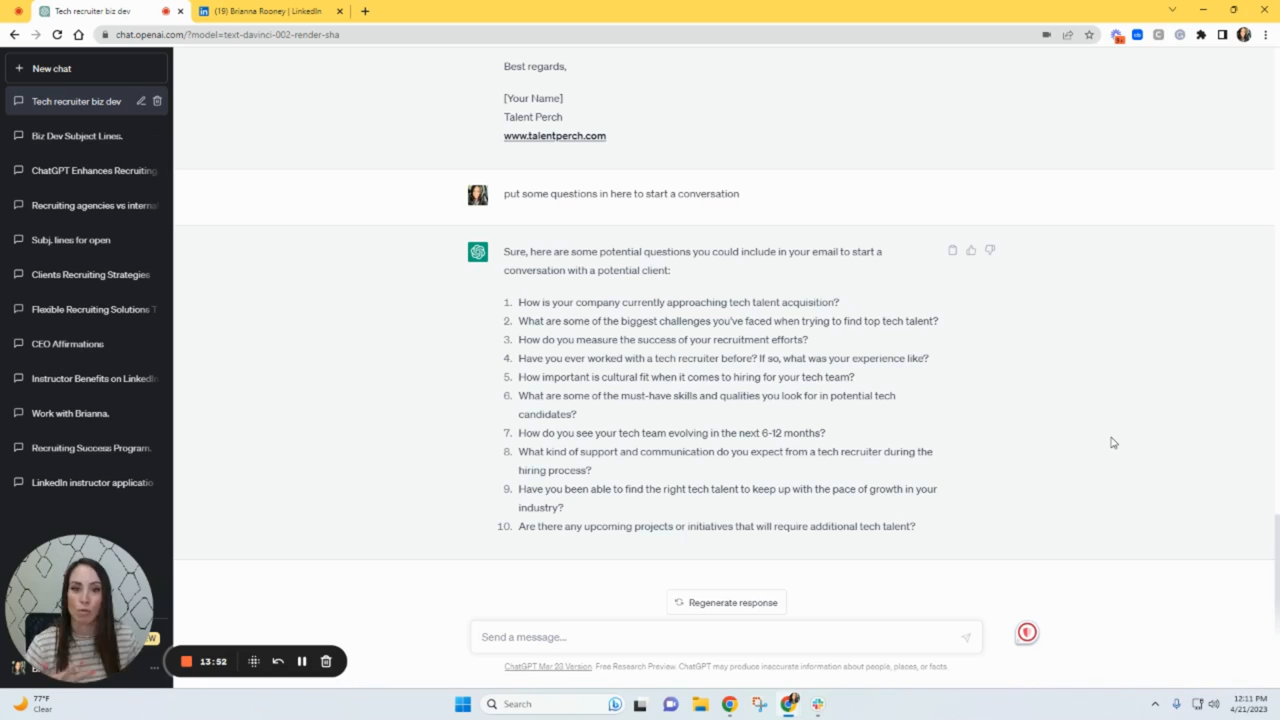 Tech recruiter biz dev
(19) Brianna Rooney | LinkedIn
chat.openai.com/?model=text-davinci-002-render-sha
New chat
Tech recruiter biz dev
Biz Dev Subject Lines.
ChatGPT Enhances Recruiting
Recruiting agencies vs interna
Subj. lines for open
Clients Recruiting Strategies
Flexible Recruiting Solutions T
CEO Affirmations
Instructor Benefits on LinkedIn
Work with Brianna.
Recruiting Success Program.
LinkedIn instructor applicatio
Best regards,
[Your Name]
Talent Perch
www.talentperch.com
put some questions in here to start a conversation
Sure, here are some potential questions you could include in your email to start a
conversation with a potential client:
1. How is your company currently approaching tech talent acquisition?
2. What are some of the biggest challenges you've faced when trying to find top tech talent?
3. How do you measure the success of your recruitment efforts?
4. Have you ever worked with a tech recruiter before? If so, what was your experience like?
5. How important is cultural fit when it comes to hiring for your tech team?
6. What are some of the must-have skills and qualities you look for in potential tech
candidates?
7. How do you see your tech team evolving in the next 6-12 months?
8. What kind of support and communication do you expect from a tech recruiter during the
hiring process?
9. Have you been able to find the right tech talent to keep up with the pace of growth in your
industry?
10. Are there any upcoming projects or initiatives that will require additional tech talent?
Regenerate response
Send a message...
ChatGPT Mar 23 Version. Free Research Preview. ChatGPT may produce inaccurate information about people, places, or facts.
13:52
77°F
Clear
Search
12:11 PM
4/21/2023